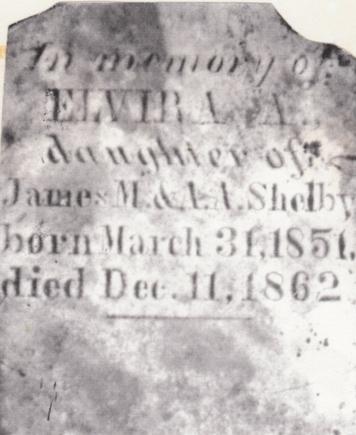 In memory of
ELVIRA A.
daughter of
James M. & A.A. Shelby
born March 31, 1851.
died Dec. 11, 1862